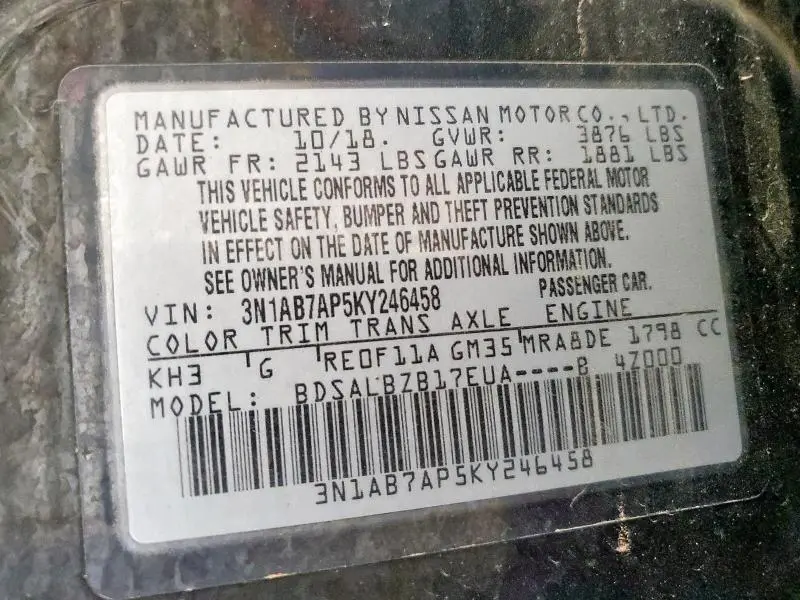 MANUFACTURED BY NISSAN MOTOR CO., LTD.
DATE: 10/18. GVWR: 3876 LBS
GAWR FR: 2143 LBS GAWR RR: 1881 LBS
THIS VEHICLE CONFORMS TO ALL APPLICABLE FEDERAL MOTOR
VEHICLE SAFETY, BUMPER AND THEFT PREVENTION STANDARDS
IN EFFECT ON THE DATE OF MANUFACTURE SHOWN ABOVE.
SEE OWNER'S MANUAL FOR ADDITIONAL INFORMATION.
VIN: 3N1AB7AP5KY246458 PASSENGER CAR.
COLOR TRIM TRANS AXLE ENGINE
KH3 G RE0F11A GM35 MRA8DE 1798 CC
MODEL: BDSALBZB17EUA----B 4Z000
3N1AB7AP5KY246458